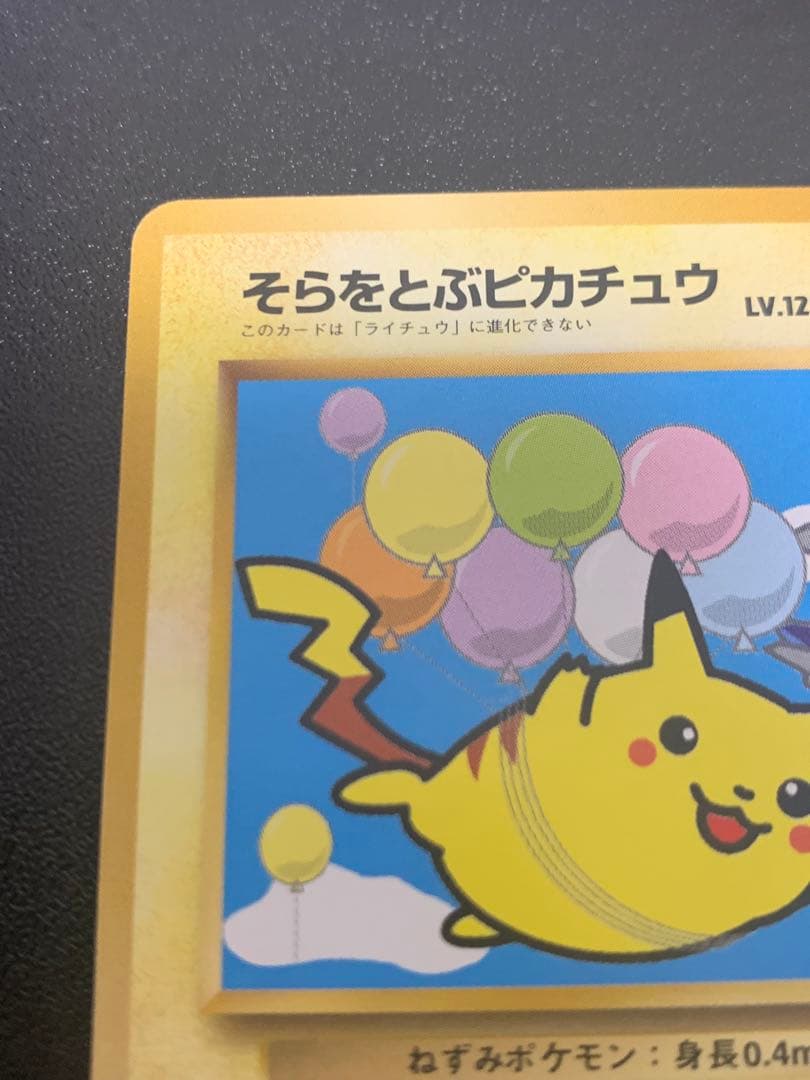 そらをとぶピカチュウ LV.12
このカードは「ライチュウ」に進化できない
ねずみポケモン：身長0.4m